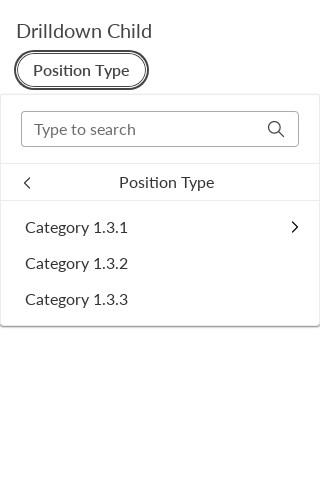 Drilldown Child
Position Type
Type to search
Position Type
Category 1.3.1
Category 1.3.2
Category 1.3.3